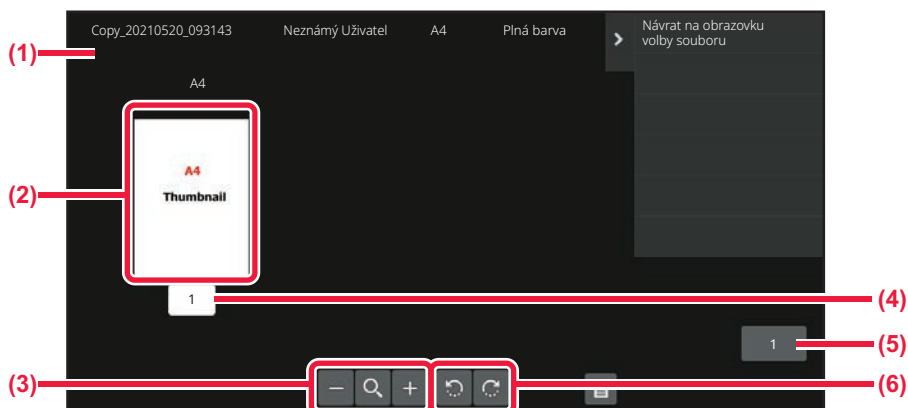 Copy_20210520_093143 Neznámý Uživatel A4 Plná barva
Návrat na obrazovku
volby souboru
(1)
A4
A4
Thumbnail
(2)
1
(4)
1
(5)
(3)
(6)